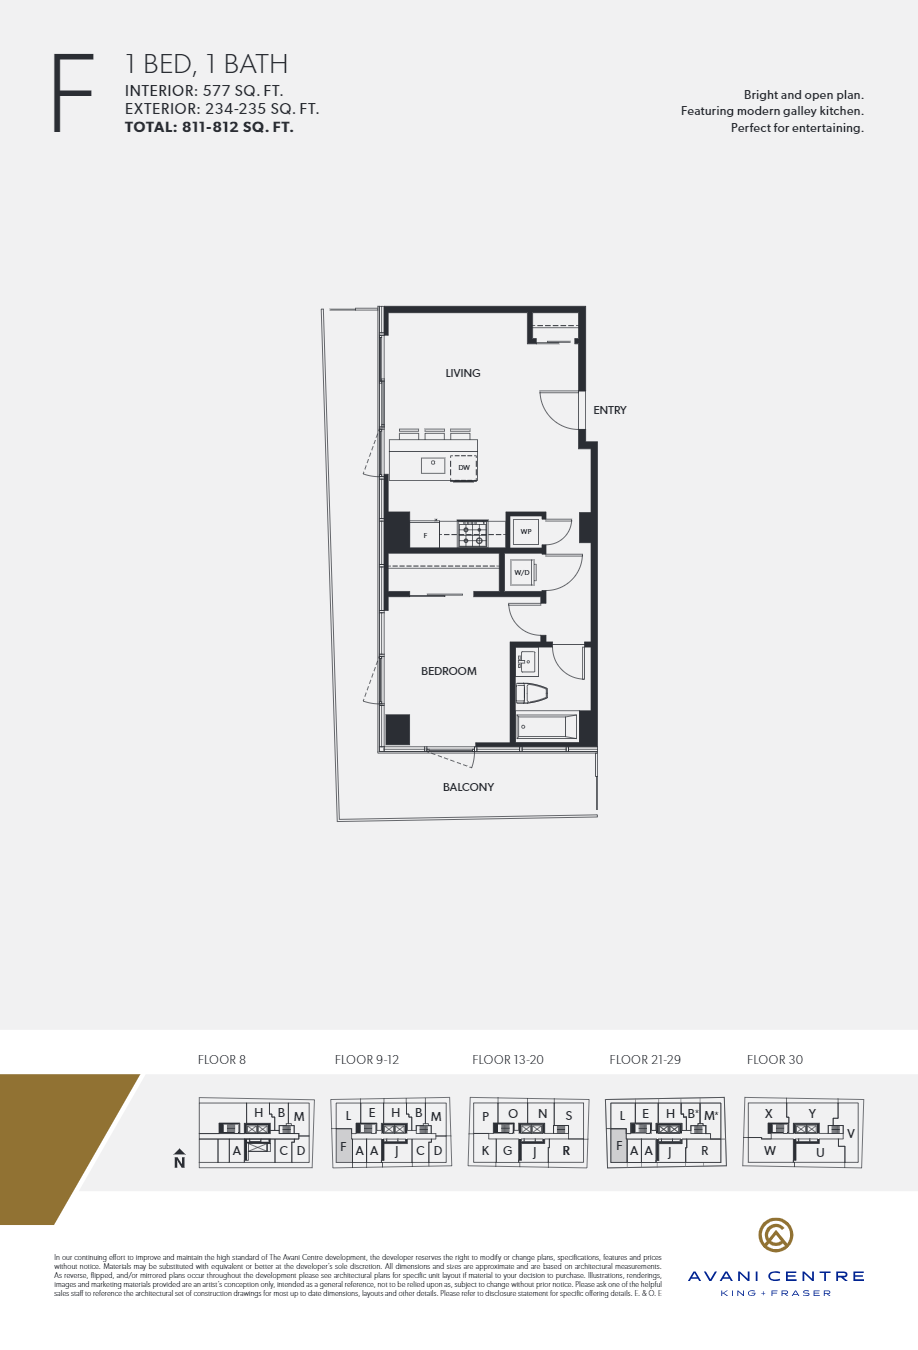 F
1 BED, 1 BATH
INTERIOR: 577 SQ. FT.
EXTERIOR: 234-235 SQ. FT.
TOTAL: 811-812 SQ. FT.
Bright and open plan.
Featuring modern galley kitchen.
Perfect for entertaining.
LIVING
ENTRY
DW
F
WP
W/D
BEDROOM
BALCONY
FLOOR 8
FLOOR 9-12
FLOOR 13-20
FLOOR 21-29
FLOOR 30
N
H B M
A C D
L E H B M
F A A J C D
P O N S
K G J R
L E H B* M*
F A A J R
X Y
V
W U
In our continuing effort to improve and maintain the high standard of The Avani Centre development, the developer reserves the right to modify or change plans, specifications, features and prices
without notice. Materials may be substituted with equivalent or better at the developer's sole discretion. All dimensions and sizes are approximate and are based on architectural measurements.
As reverse, flipped, and/or mirrored plans occur throughout the development please see architectural plans for specific unit layout if material to your decision to purchase. Illustrations, renderings,
images and marketing materials provided are an artist's conception only, intended as a general reference, not to be relied upon as, subject to change without prior notice. Please ask one of the helpful
sales staff to reference the architectural set of construction drawings for most up to date dimensions, layouts and other details. Please refer to disclosure statement for specific offering details. E. & O. E
AVANI CENTRE
KING + FRASER